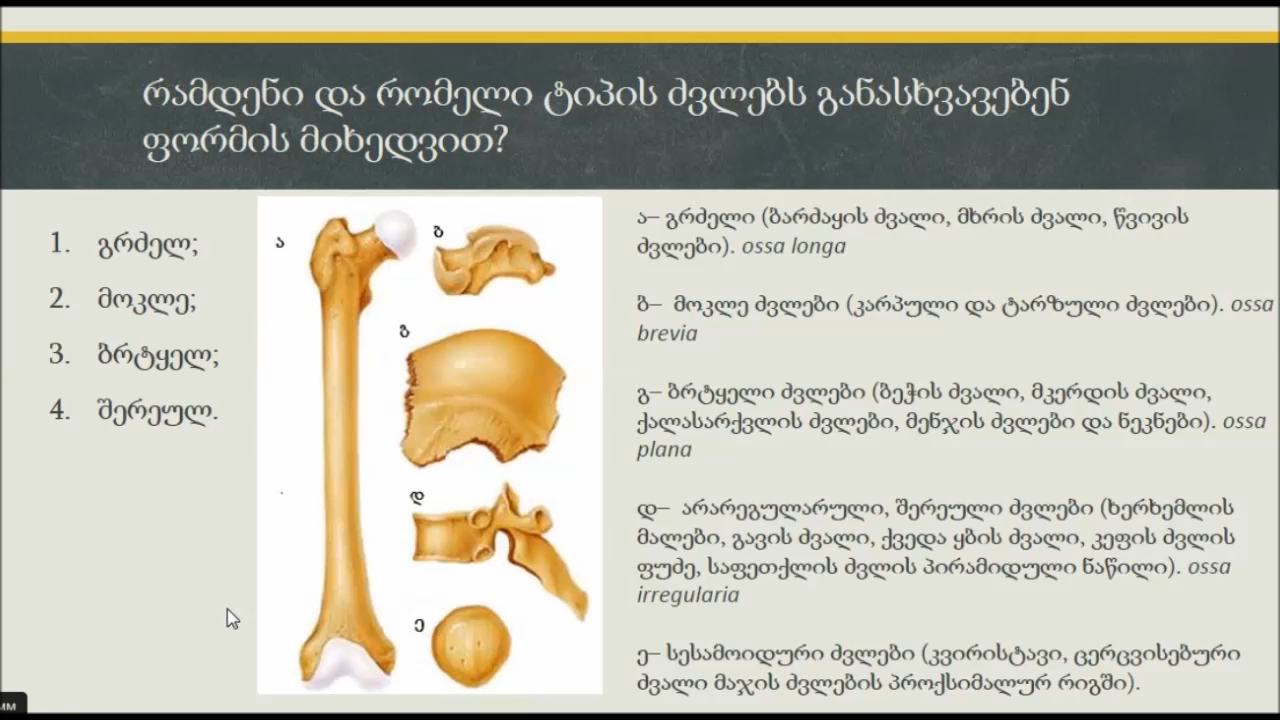 რამდენი და რომელი ტიპის ძვლებს განასხვავებენ
ფორმის მიხედვით?
1. გრძელ;
2. მოკლე;
3. ბრტყელ;
4. შერეულ.
ა
ბ
გ
დ
ე
ა– გრძელი (ბარძაყის ძვალი, მხრის ძვალი, წვივის
ძვლები). ossa longa
ბ– მოკლე ძვლები (კარპული და ტარზული ძვლები). ossa
brevia
გ– ბრტყელი ძვლები (ბეჭის ძვალი, მკერდის ძვალი,
ქალასარქვლის ძვლები, მენჯის ძვლები და ნეკნები). ossa
plana
დ– არარეგულარული, შერეული ძვლები (ხერხემლის
მალები, გავის ძვალი, ქვედა ყბის ძვალი, კეფის ძვლის
ფუძე, საფეთქლის ძვლის პირამიდული ნაწილი). ossa
irregularia
ე– სესამოიდური ძვლები (კვირისტავი, ცერცვისებური
ძვალი მაჯის ძვლების პროქსიმალურ რიგში).